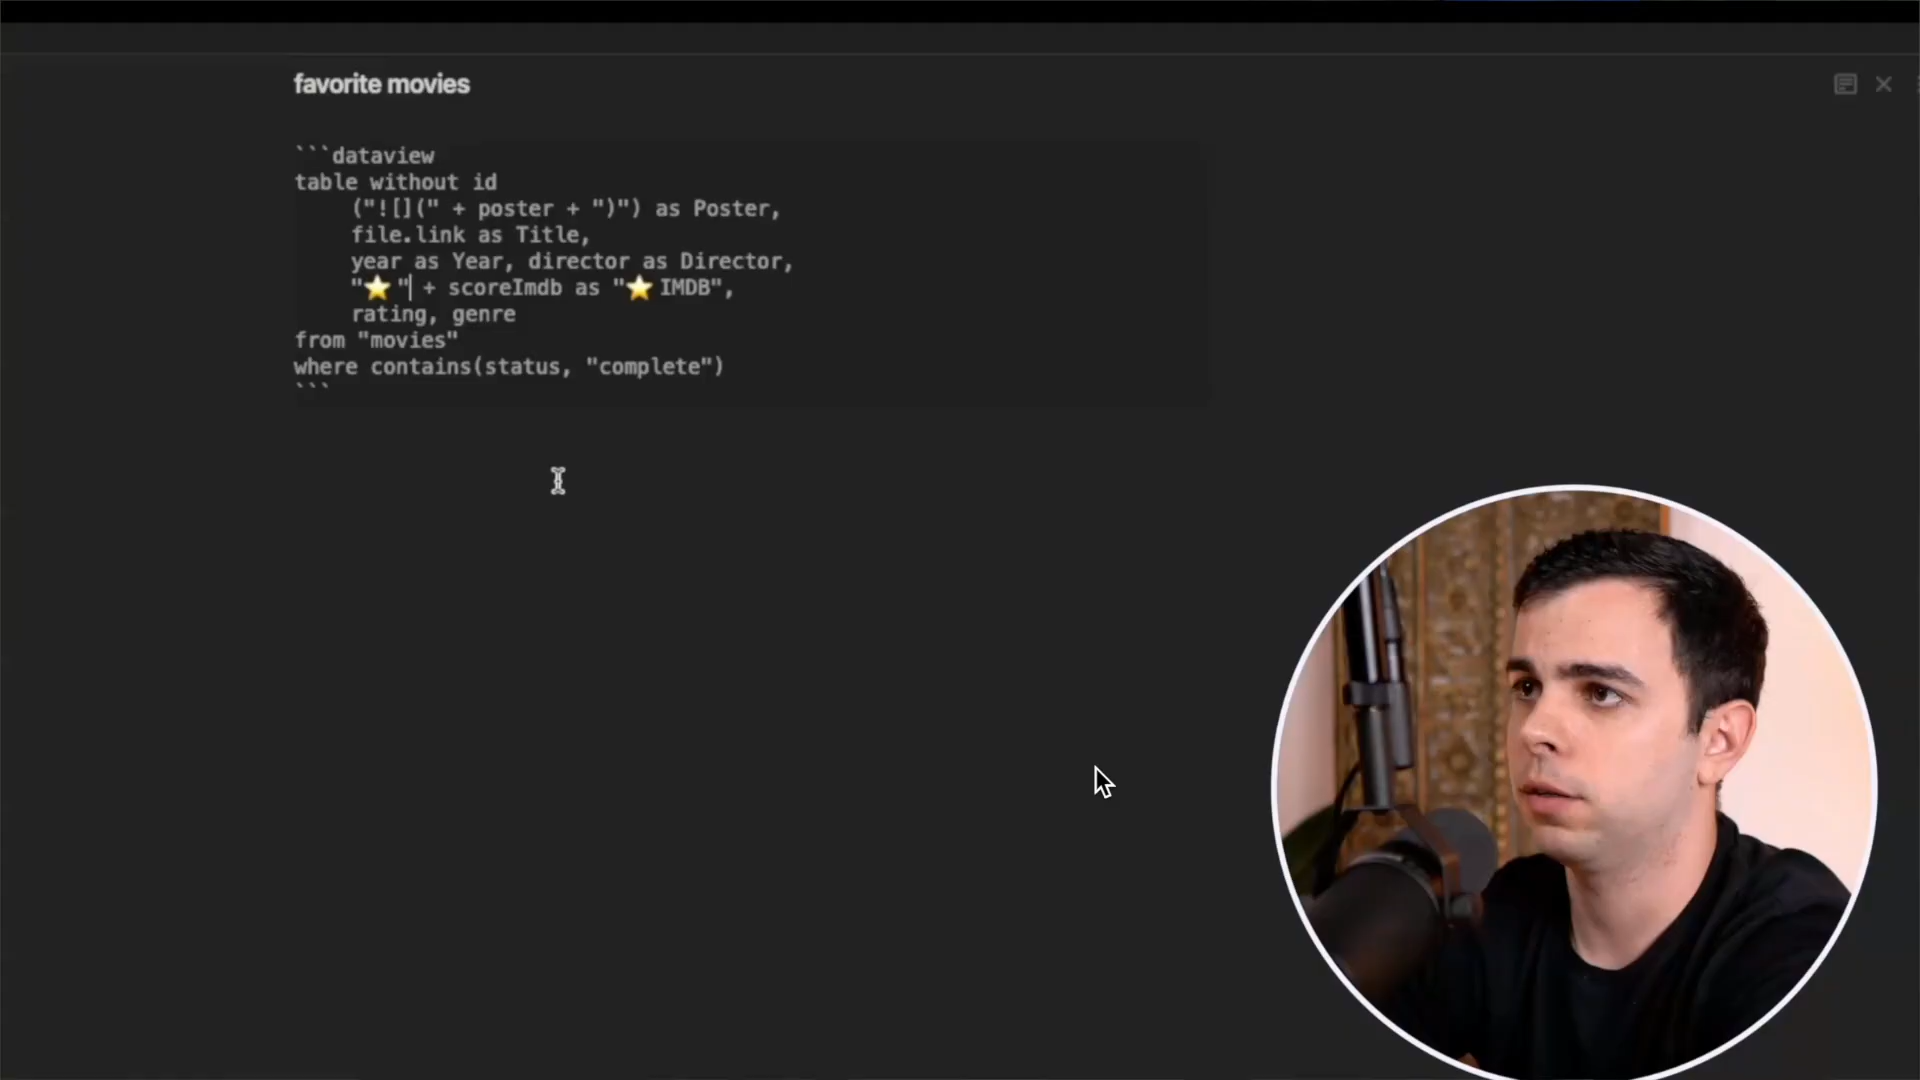 favorite movies
```dataview
table without id
("![](" + poster + ")") as Poster,
file.link as Title,
year as Year, director as Director,
"⭐ " + scoreImdb as "⭐ IMDB",
rating, genre
from "movies"
where contains(status, "complete")
```